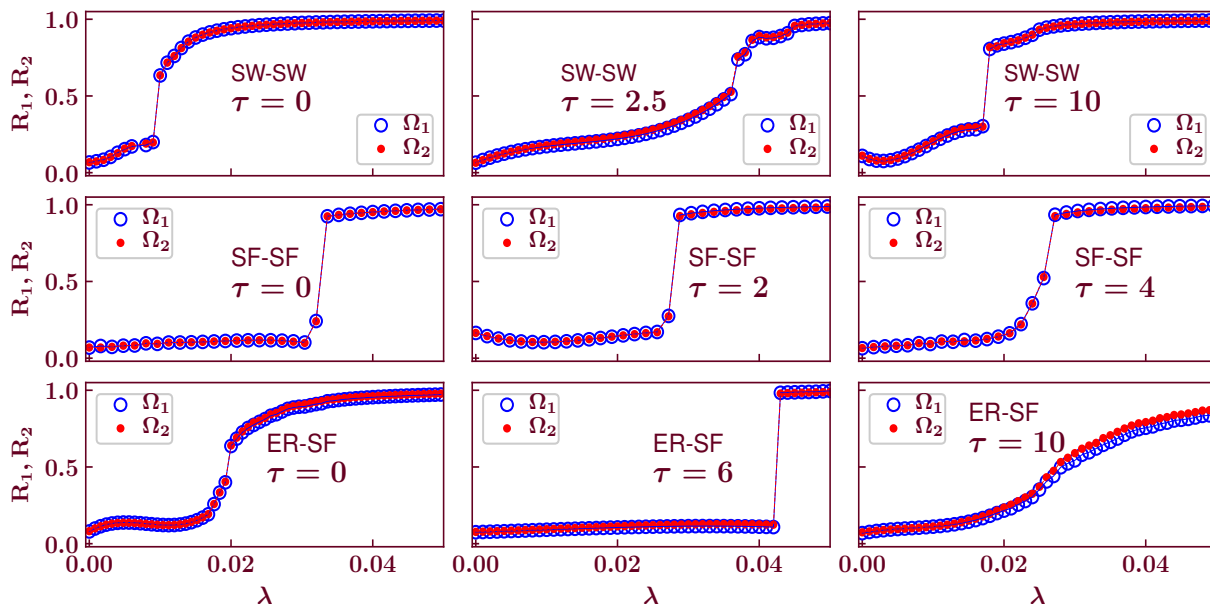 R₁, R₂
1.0
0.5
0.0
SW-SW
τ = 0
Ω₁
Ω₂
SW-SW
τ = 2.5
Ω₁
Ω₂
SW-SW
τ = 10
Ω₁
Ω₂
R₁, R₂
1.0
0.5
0.0
Ω₁
Ω₂
SF-SF
τ = 0
Ω₁
Ω₂
SF-SF
τ = 2
Ω₁
Ω₂
SF-SF
τ = 4
R₁, R₂
1.0
0.5
0.0
Ω₁
Ω₂
ER-SF
τ = 0
Ω₁
Ω₂
ER-SF
τ = 6
Ω₁
Ω₂
ER-SF
τ = 10
0.00 0.02 0.04
0.00 0.02 0.04
0.00 0.02 0.04
λ
λ
λ